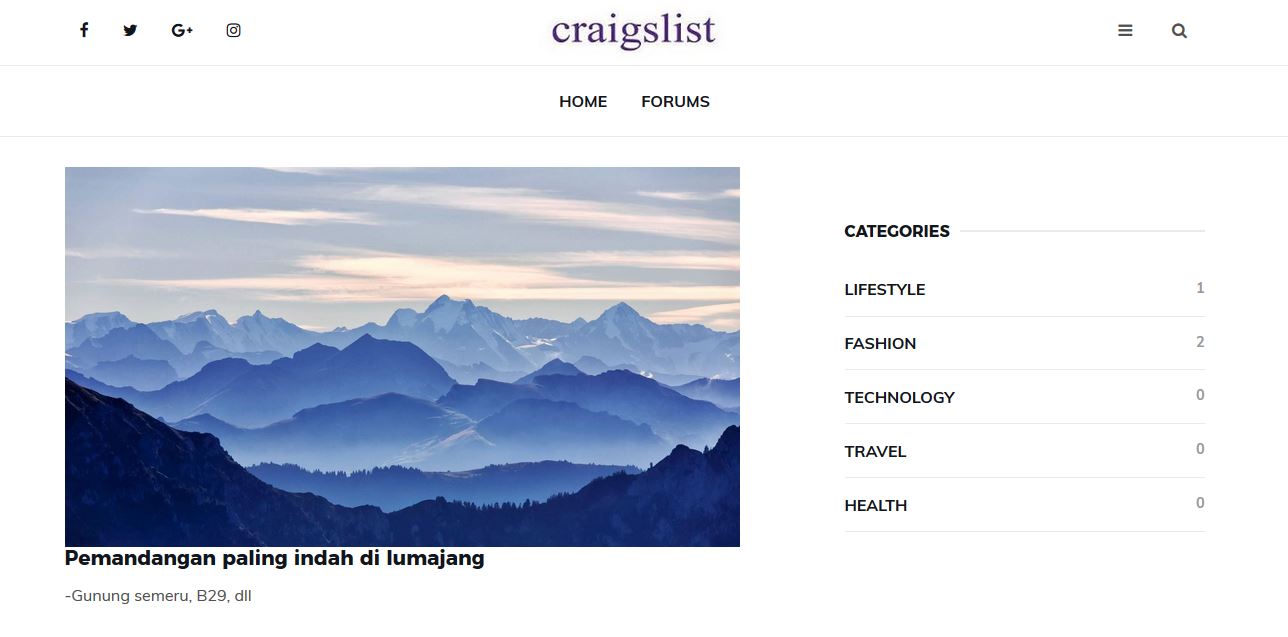 craigslist
HOME FORUMS
Pemandangan paling indah di lumajang
-Gunung semeru, B29, dll
CATEGORIES
LIFESTYLE 1
FASHION 2
TECHNOLOGY 0
TRAVEL 0
HEALTH 0